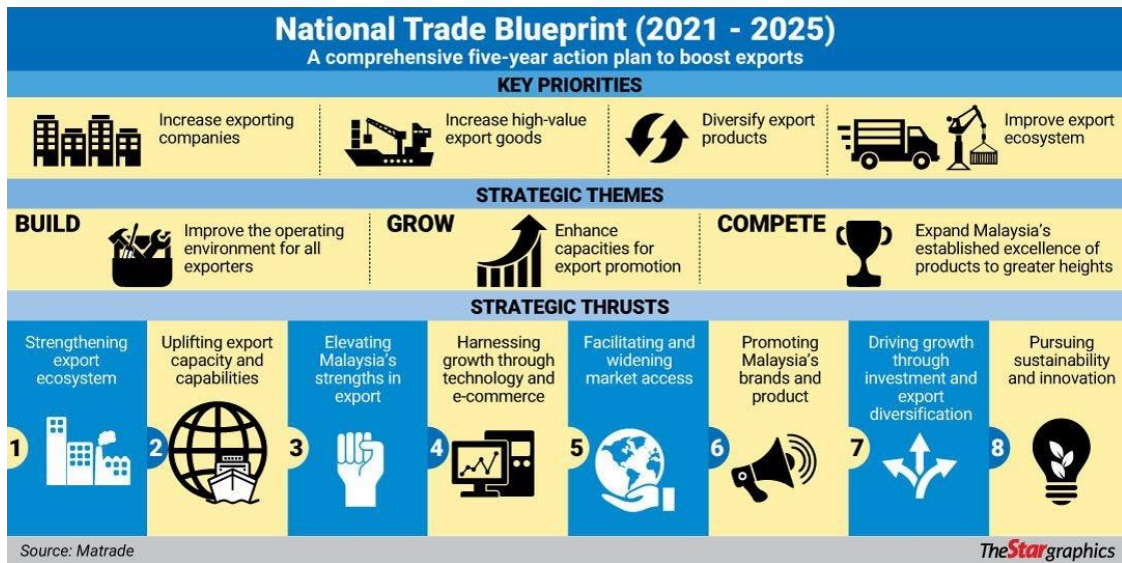 National Trade Blueprint (2021 - 2025)
A comprehensive five-year action plan to boost exports
KEY PRIORITIES
Increase exporting
companies
Increase high-value
export goods
Diversify export
products
Improve export
ecosystem
STRATEGIC THEMES
BUILD
Improve the operating
environment for all
exporters
GROW
Enhance
capacities for
export promotion
COMPETE
Expand Malaysia's
established excellence of
products to greater heights
STRATEGIC THRUSTS
1
Strengthening
export
ecosystem
2
Uplifting export
capacity and
capabilities
3
Elevating
Malaysia's
strengths in
export
4
Harnessing
growth through
technology and
e-commerce
5
Facilitating and
widening
market access
6
Promoting
Malaysia's
brands and
product
7
Driving growth
through
investment and
export
diversification
8
Pursuing
sustainability
and innovation
Source: Matrade
TheStargraphics